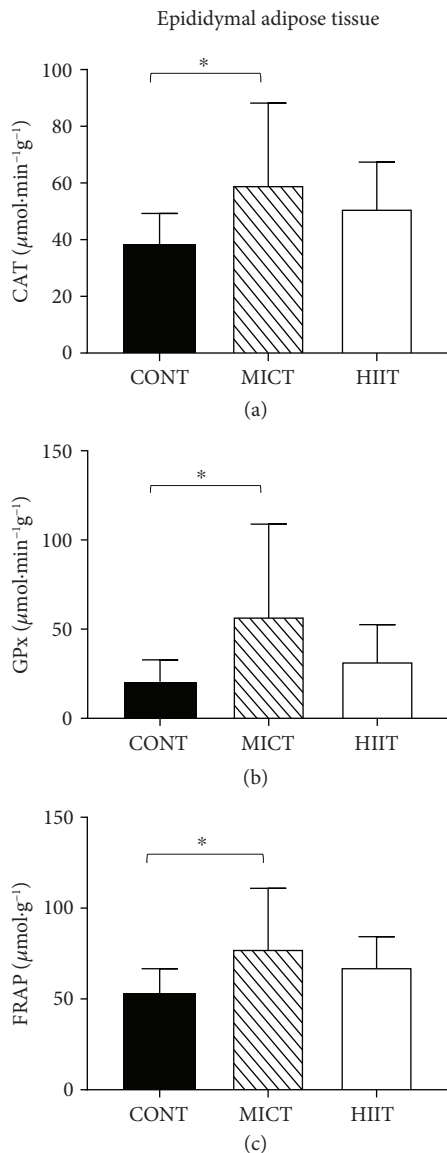 Epididymal adipose tissue
CAT (μmol·min⁻¹g⁻¹)
100
80
60
40
20
0
*
CONT MICT HIIT
(a)
GPx (μmol·min⁻¹g⁻¹)
150
100
50
0
*
CONT MICT HIIT
(b)
FRAP (μmol·g⁻¹)
150
100
50
0
*
CONT MICT HIIT
(c)